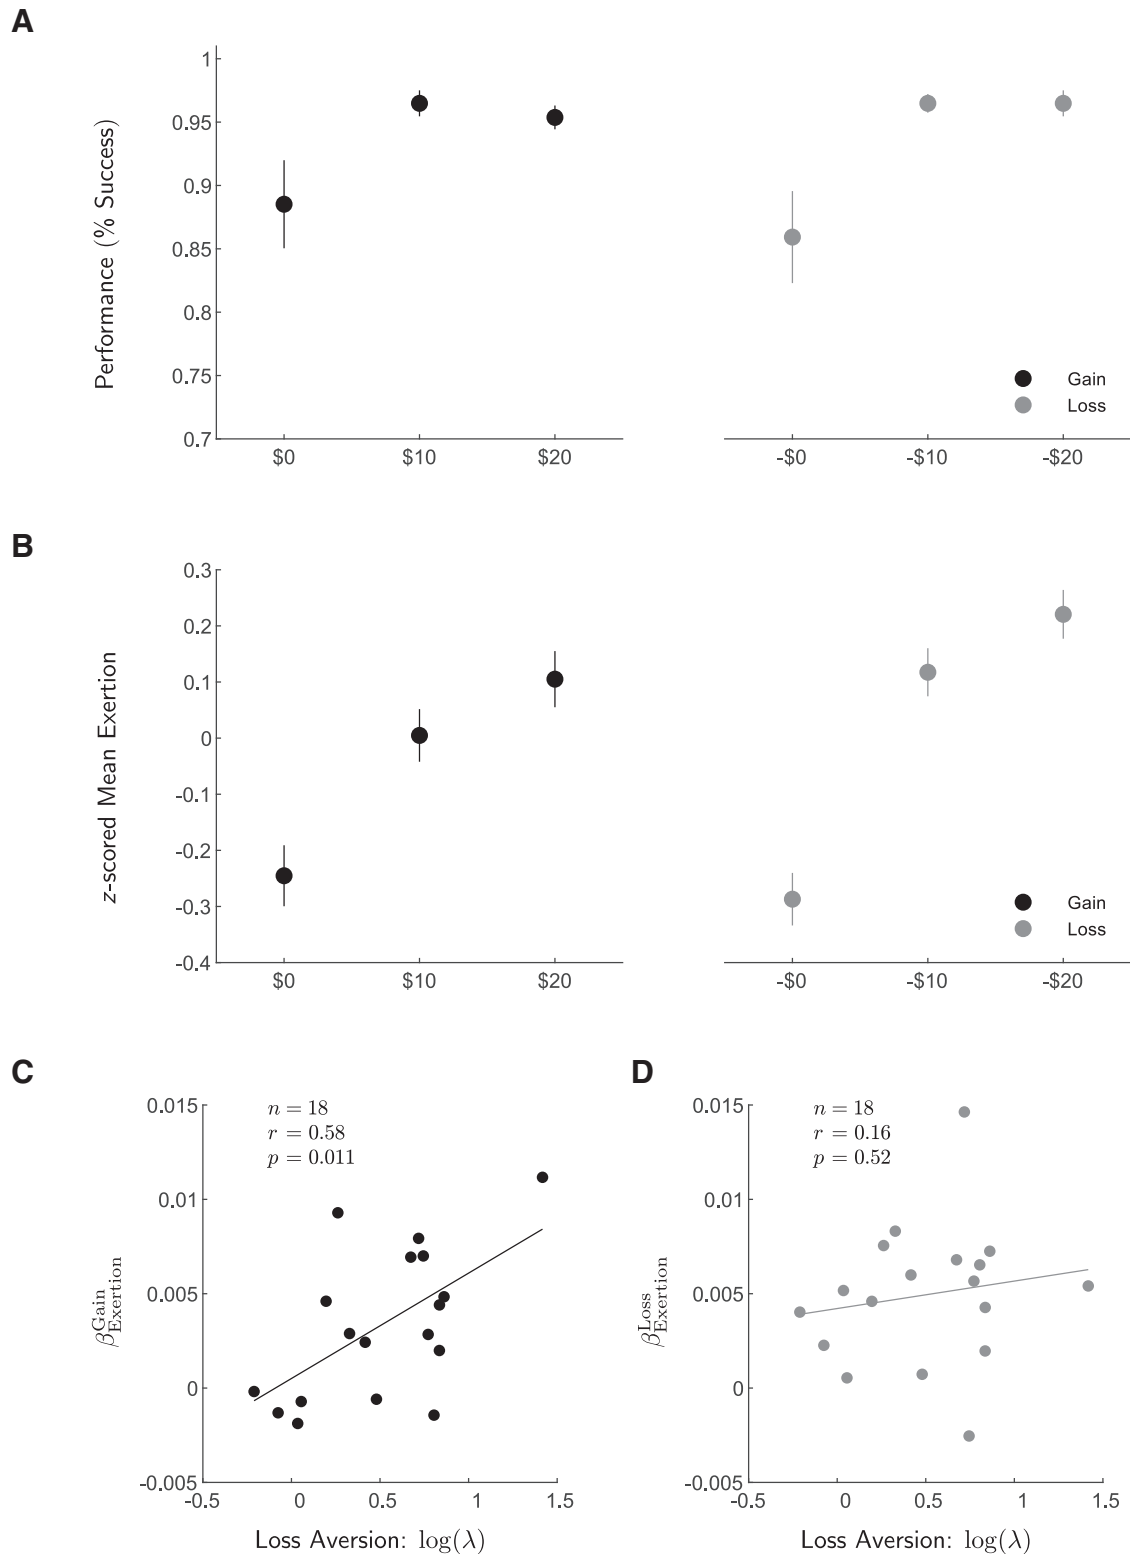 A
Performance (% Success)
1
0.95
0.9
0.85
0.8
0.75
0.7
$0
$10
$20
-$0
-$10
-$20
Gain
Loss
B
z-scored Mean Exertion
0.3
0.2
0.1
0
-0.1
-0.2
-0.3
-0.4
$0
$10
$20
-$0
-$10
-$20
Gain
Loss
C
n = 18
r = 0.58
p = 0.011
β^Gain_Exertion
0.015
0.01
0.005
0
-0.005
-0.5
0
0.5
1
1.5
Loss Aversion: log(λ)
D
n = 18
r = 0.16
p = 0.52
β^Loss_Exertion
0.015
0.01
0.005
0
-0.005
-0.5
0
0.5
1
1.5
Loss Aversion: log(λ)